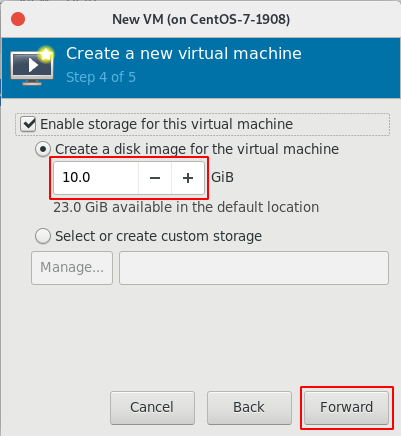 New VM (on CentOS-7-1908)
Create a new virtual machine
Step 4 of 5
Enable storage for this virtual machine
Create a disk image for the virtual machine
10.0 − + GiB
23.0 GiB available in the default location
Select or create custom storage
Manage...
Cancel Back Forward